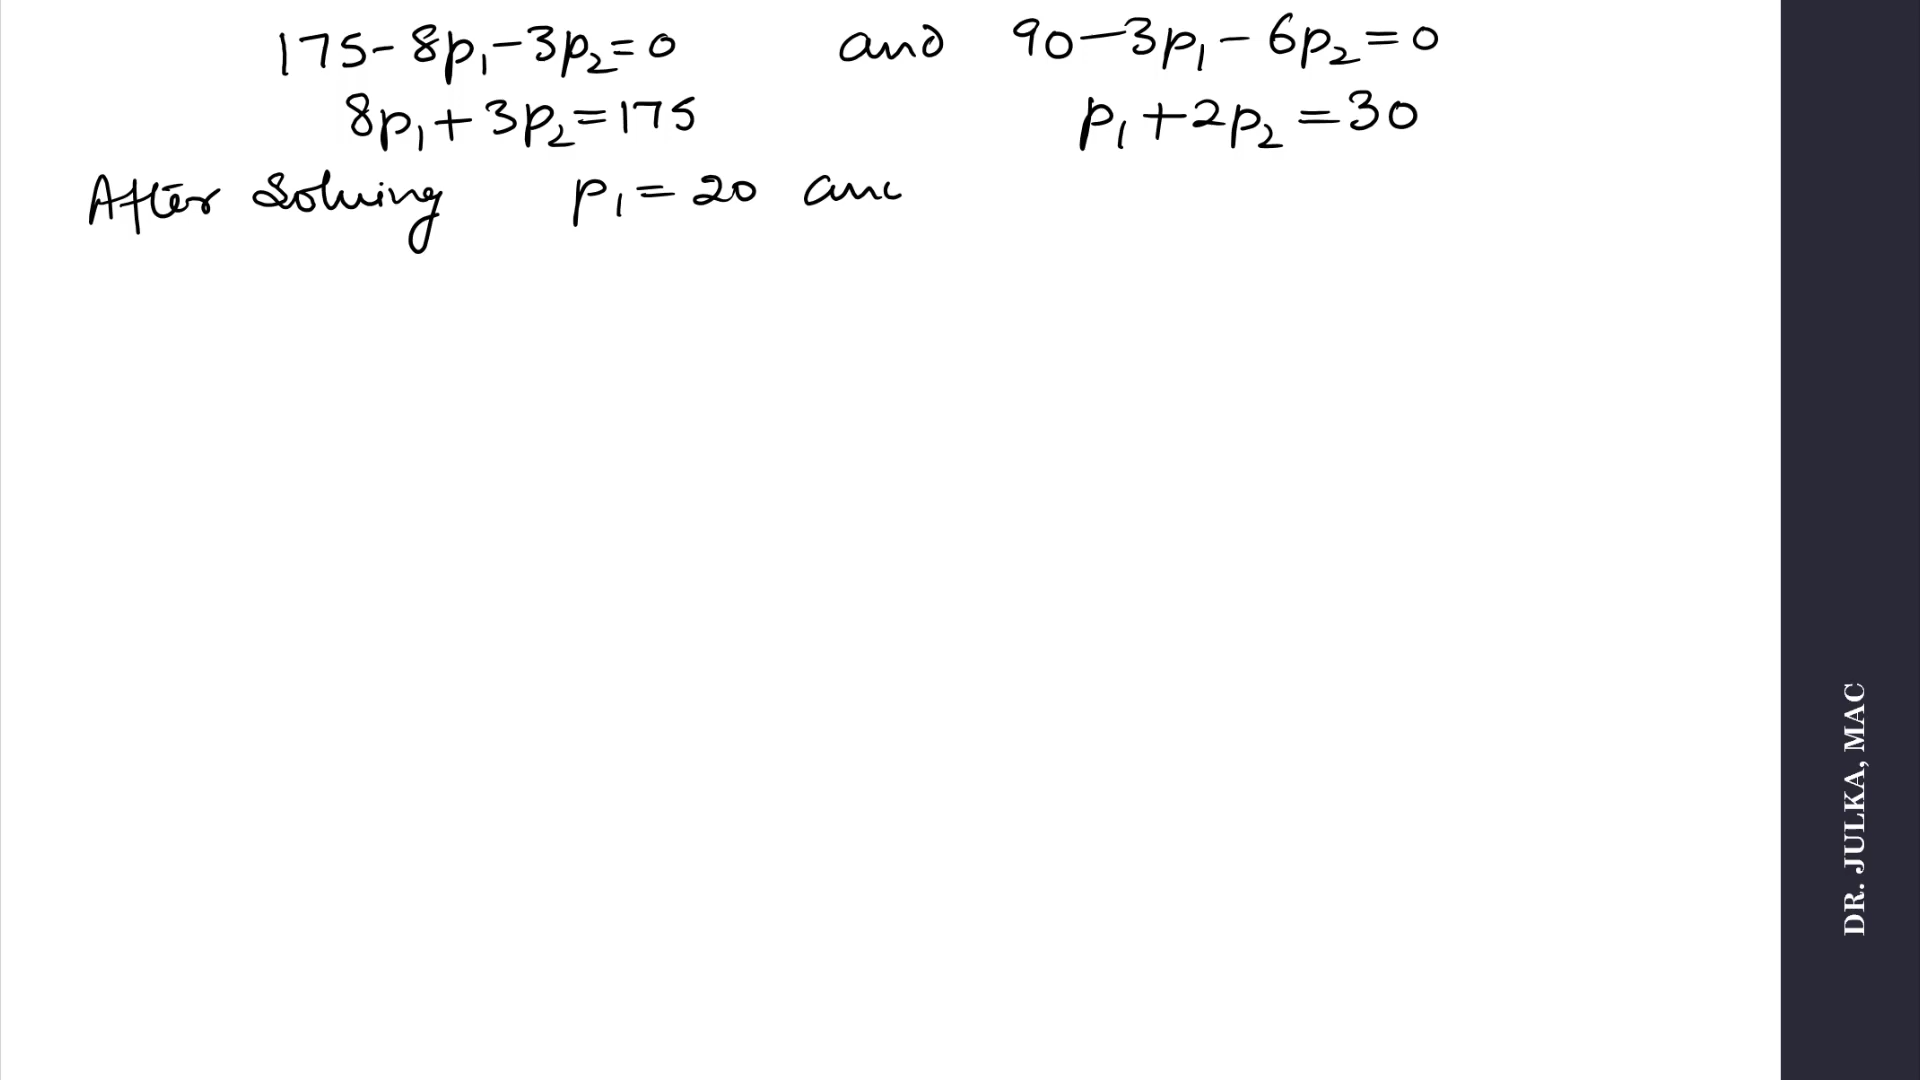 175-8p₁-3p₂=0 and 90-3p₁-6p₂=0
8p₁+3p₂=175 p₁+2p₂=30
After Solving p₁=20 anc
DR. JULKA, MAC